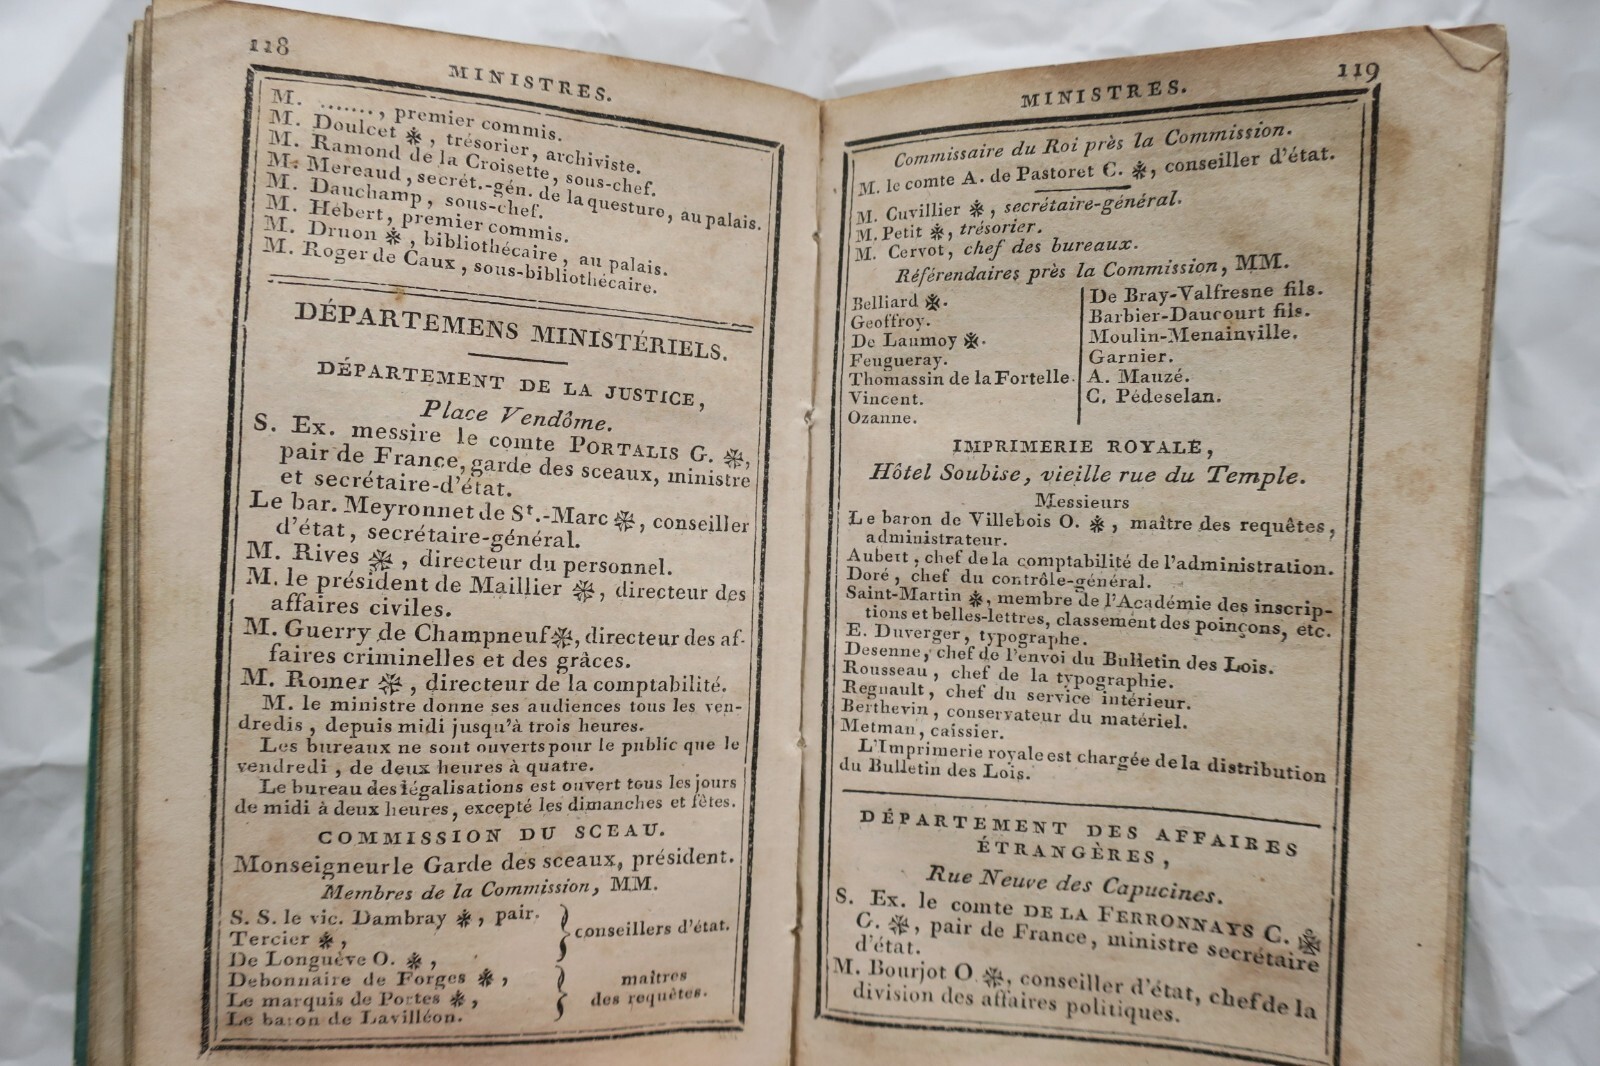 118
MINISTRES.
M. ......., premier commis.
M. Doulcet ✠, trésorier, archiviste.
M. Ramond de la Croisette, sous-chef.
M. Mereaud, secrét.-gén. de la questure, au palais.
M. Dauchamp, sous-chef.
M. Hébert, premier commis.
M. Druon ✠, bibliothécaire, au palais.
M. Roger de Caux, sous-bibliothécaire.
DÉPARTEMENS MINISTÉRIELS.
DÉPARTEMENT DE LA JUSTICE,
Place Vendôme.
S. Ex. messire le comte PORTALIS G. ✠,
pair de France, garde des sceaux, ministre
et secrétaire-d'état.
Le bar. Meyronnet de St.-Marc ✠, conseiller
d'état, secrétaire-général.
M. Rives ✠, directeur du personnel.
M. le président de Maillier ✠, directeur des
affaires civiles.
M. Guerry de Champneuf ✠, directeur des af-
faires criminelles et des grâces.
M. Romer ✠, directeur de la comptabilité.
M. le ministre donne ses audiences tous les ven-
dredis, depuis midi jusqu'à trois heures.
Les bureaux ne sont ouverts pour le public que le
vendredi, de deux heures à quatre.
Le bureau des légalisations est ouvert tous les jours
de midi à deux heures, excepté les dimanches et fêtes.
COMMISSION DU SCEAU.
Monseigneur le Garde des sceaux, président.
Membres de la Commission, MM.
S. S. le vic. Dambray ✠, pair.
Tercier ✠,
De Longuève O. ✠,
conseillers d'état.
Debonnaire de Forges ✠,
Le marquis de Portes ✠,
Le baron de Lavilléon.
maîtres
des requêtes.
119
MINISTRES.
Commissaire du Roi près la Commission.
M. le comte A. de Pastoret C. ✠, conseiller d'état.
M. Cuvillier ✠, secrétaire-général.
M. Petit ✠, trésorier.
M. Cervot, chef des bureaux.
Référendaires près la Commission, MM.
Belliard ✠.
Geoffroy.
De Laumoy ✠.
Feugueray.
Thomassin de la Fortelle.
Vincent.
Ozanne.
De Bray-Valfresne fils.
Barbier-Daucourt fils.
Moulin-Menainville.
Garnier.
A. Mauzé.
C. Pédeselan.
IMPRIMERIE ROYALE,
Hôtel Soubise, vieille rue du Temple.
Messieurs
Le baron de Villebois O. ✠, maître des requêtes,
administrateur.
Aubert, chef de la comptabilité de l'administration.
Doré, chef du contrôle-général.
Saint-Martin ✠, membre de l'Académie des inscrip-
tions et belles-lettres, classement des poinçons, etc.
E. Duverger, typographe.
Desenne, chef de l'envoi du Bulletin des Lois.
Rousseau, chef de la typographie.
Regnault, chef du service intérieur.
Berthevin, conservateur du matériel.
Metman, caissier.
L'Imprimerie royale est chargée de la distribution
du Bulletin des Lois.
DÉPARTEMENT DES AFFAIRES
ÉTRANGÈRES,
Rue Neuve des Capucines.
S. Ex. le comte DE LA FERRONNAYS C. ✠
C. ✠, pair de France, ministre secrétaire
d'état.
M. Bourjot O. ✠, conseiller d'état, chef de la
division des affaires politiques.